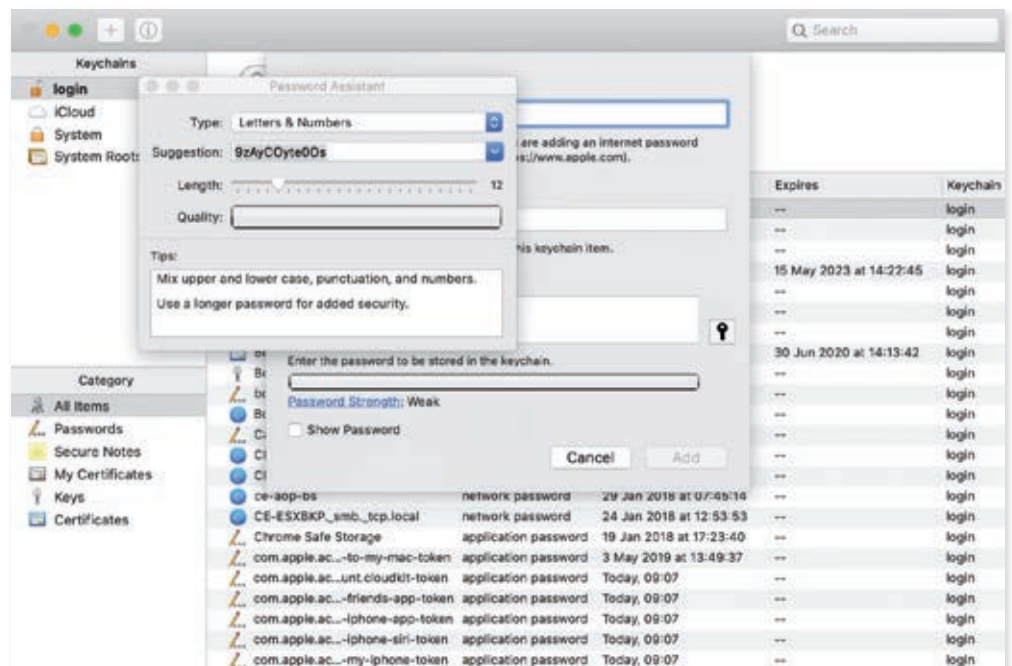 Search
Keychains
login
iCloud
System
System Roots
Password Assistant
Type: Letters & Numbers
Suggestion: 9zAyCOyte0Os
Length: 12
Quality:
Tips:
Mix upper and lower case, punctuation, and numbers.
Use a longer password for added security.
are adding an internet password
s://www.apple.com).
his keychain item.
Enter the password to be stored in the keychain.
Password Strength: Weak
Show Password
Cancel Add
Expires Keychain
-- login
-- login
-- login
15 May 2023 at 14:22:45 login
-- login
-- login
-- login
30 Jun 2020 at 14:13:42 login
-- login
-- login
-- login
-- login
-- login
-- login
Category
All Items
Passwords
Secure Notes
My Certificates
Keys
Certificates
ce-aop-bs network password 29 Jan 2018 at 07:45:14 -- login
CE-ESXBKP._smb._tcp.local network password 24 Jan 2018 at 12:53:53 -- login
Chrome Safe Storage application password 19 Jan 2018 at 17:23:40 -- login
com.apple.ac...-to-my-mac-token application password 3 May 2019 at 13:49:37 -- login
com.apple.ac...unt.cloudkit-token application password Today, 09:07 -- login
com.apple.ac...-friends-app-token application password Today, 09:07 -- login
com.apple.ac...-iphone-app-token application password Today, 09:07 -- login
com.apple.ac...-iphone-siri-token application password Today, 09:07 -- login
com.apple.ac...-my-iphone-token application password Today, 09:07 -- login